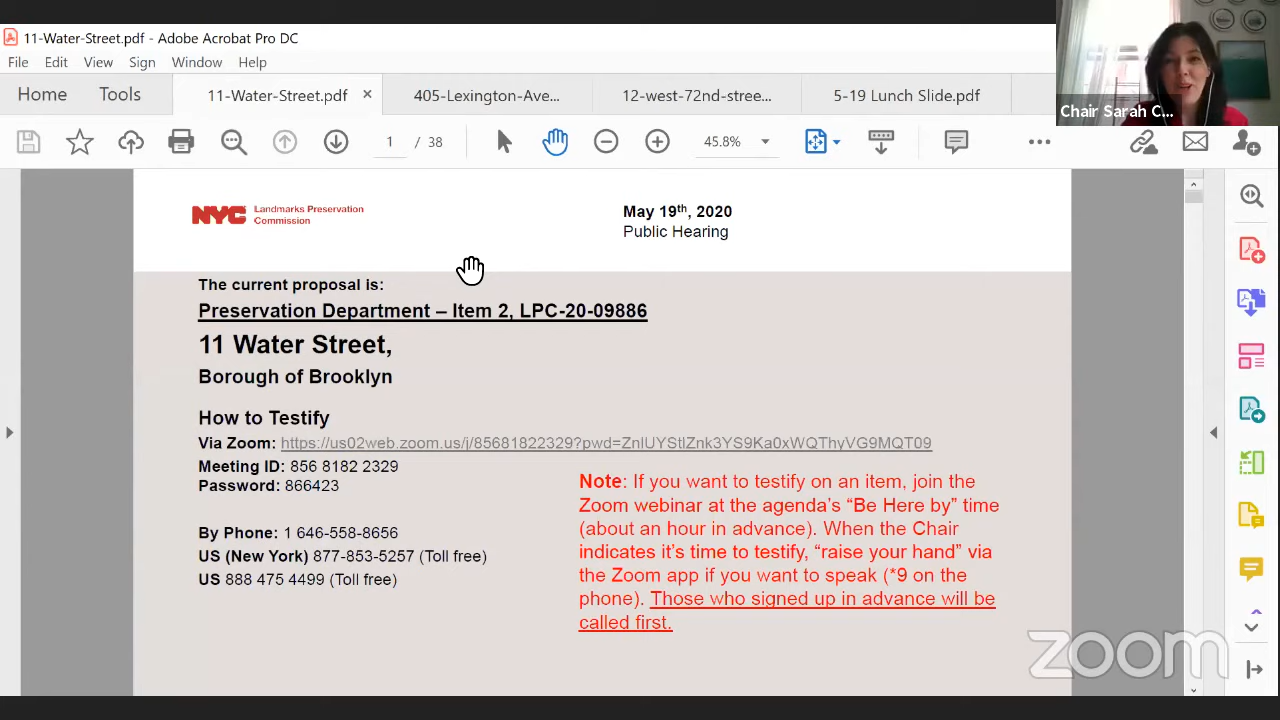 11-Water-Street.pdf - Adobe Acrobat Pro DC
File Edit View Sign Window Help
Home Tools 11-Water-Street.pdf × 405-Lexington-Ave... 12-west-72nd-stree... 5-19 Lunch Slide.pdf
Chair Sarah C...
1 / 38 45.8%
NYC Landmarks Preservation
Commission
May 19th, 2020
Public Hearing
The current proposal is:
Preservation Department – Item 2, LPC-20-09886
11 Water Street,
Borough of Brooklyn
How to Testify
Via Zoom: https://us02web.zoom.us/j/85681822329?pwd=ZnlUYStlZnk3YS9Ka0xWQThyVG9MQT09
Meeting ID: 856 8182 2329
Password: 866423
By Phone: 1 646-558-8656
US (New York) 877-853-5257 (Toll free)
US 888 475 4499 (Toll free)
Note: If you want to testify on an item, join the
Zoom webinar at the agenda’s “Be Here by” time
(about an hour in advance). When the Chair
indicates it’s time to testify, “raise your hand” via
the Zoom app if you want to speak (*9 on the
phone). Those who signed up in advance will be
called first.
zoom